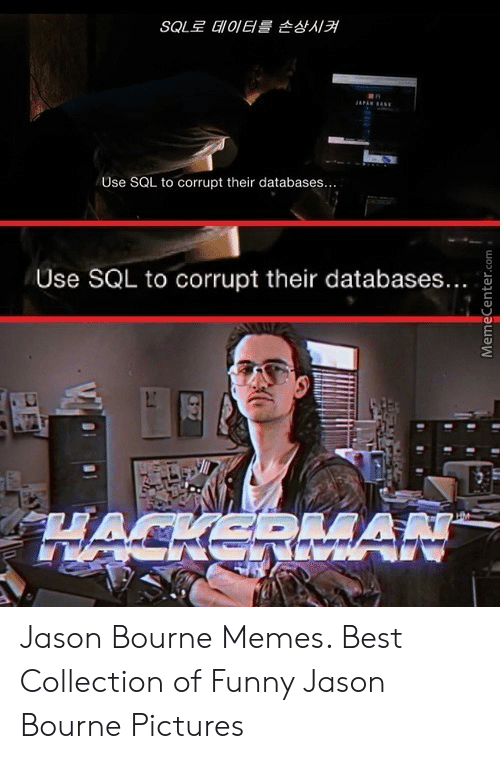 SQL로 데이터를 손상시켜
JAPAN BANK
Use SQL to corrupt their databases...
Use SQL to corrupt their databases...
MemeCenter.com
HACKERMAN
Jason Bourne Memes. Best
Collection of Funny Jason
Bourne Pictures